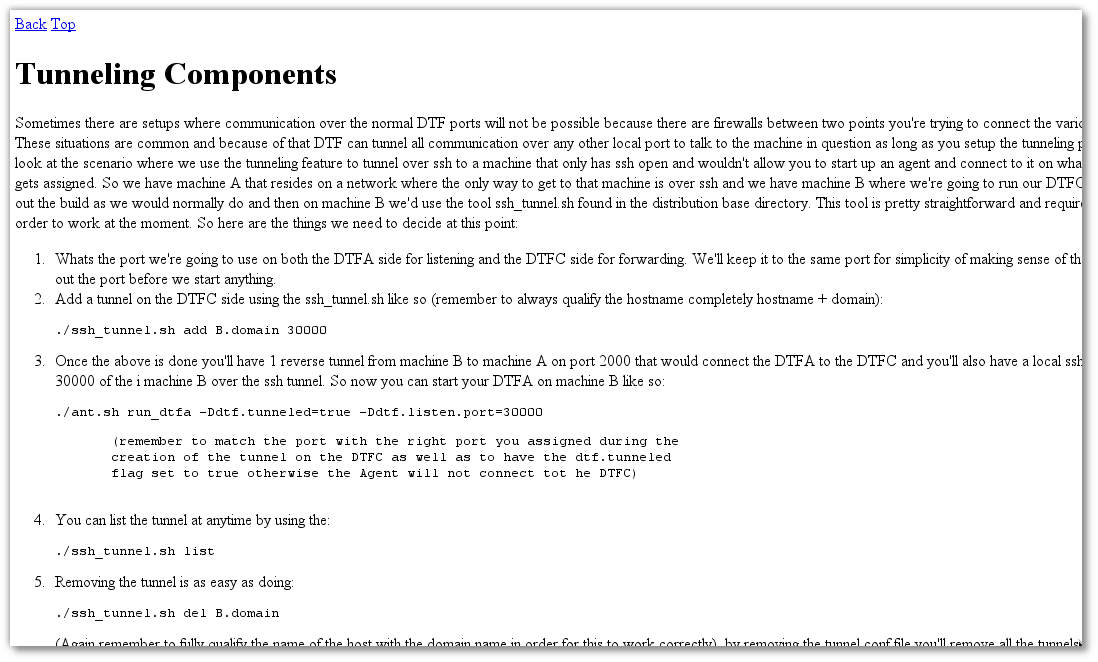 Back Top
Tunneling Components
Sometimes there are setups where communication over the normal DTF ports will not be possible because there are firewalls between two points you're trying to connect the
These situations are common and because of that DTF can tunnel all communication over any other local port to talk to the machine in question as long as you setup the tunneling
look at the scenario where we use the tunneling feature to tunnel over ssh to a machine that only has ssh open and wouldn't allow you to start up an agent and connect to it on
gets assigned. So we have machine A that resides on a network where the only way to get to that machine is over ssh and we have machine B where we're going to run our DTFC
out the build as we would normally do and then on machine B we'd use the tool ssh_tunnel.sh found in the distribution base directory. This tool is pretty straightforward and
order to work at the moment. So here are the things we need to decide at this point:
1. Whats the port we're going to use on both the DTFA side for listening and the DTFC side for forwarding. We'll keep it to the same port for simplicity of making sense of
out the port before we start anything.
2. Add a tunnel on the DTFC side using the ssh_tunnel.sh like so (remember to always qualify the hostname completely hostname + domain):
./ssh_tunnel.sh add B.domain 30000
3. Once the above is done you'll have 1 reverse tunnel from machine B to machine A on port 2000 that would connect the DTFA to the DTFC and you'll also have a local ssh
30000 of the i machine B over the ssh tunnel. So now you can start your DTFA on machine B like so:
./ant.sh run_dtfa -Ddtf.tunneled=true -Ddtf.listen.port=30000
(remember to match the port with the right port you assigned during the
creation of the tunnel on the DTFC as well as to have the dtf.tunneled
flag set to true otherwise the Agent will not connect tot he DTFC)
4. You can list the tunnel at anytime by using the:
./ssh_tunnel.sh list
5. Removing the tunnel is as easy as doing:
./ssh_tunnel.sh del B.domain
(Again remember to fully qualify the name of the host with the domain name in order for this to work correctly), by removing the tunnel.conf file you'll remove all the tunnels